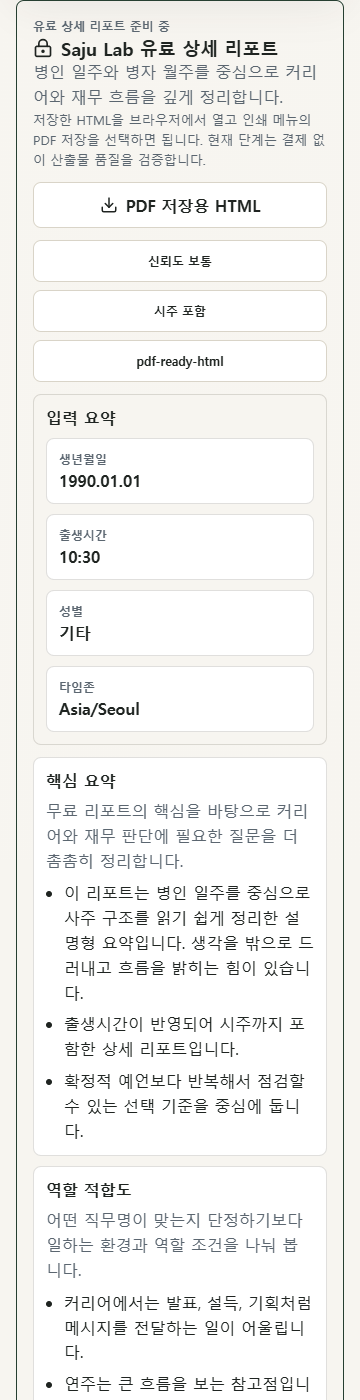 유료 상세 리포트 준비 중
Saju Lab 유료 상세 리포트
병인 일주와 병자 월주를 중심으로 커리
어와 재무 흐름을 깊게 정리합니다.
저장한 HTML을 브라우저에서 열고 인쇄 메뉴의
PDF 저장을 선택하면 됩니다. 현재 단계는 결제 없
이 산출물 품질을 검증합니다.
PDF 저장용 HTML
신뢰도 보통
시주 포함
pdf-ready-html
입력 요약
생년월일
1990.01.01
출생시간
10:30
성별
기타
타임존
Asia/Seoul
핵심 요약
무료 리포트의 핵심을 바탕으로 커리
어와 재무 판단에 필요한 질문을 더
촘촘히 정리합니다.
이 리포트는 병인 일주를 중심으로
사주 구조를 읽기 쉽게 정리한 설
명형 요약입니다. 생각을 밖으로 드
러내고 흐름을 밝히는 힘이 있습니
다.
출생시간이 반영되어 시주까지 포
함한 상세 리포트입니다.
확정적 예언보다 반복해서 점검할
수 있는 선택 기준을 중심에 둡니
다.
역할 적합도
어떤 직무명이 맞는지 단정하기보다
일하는 환경과 역할 조건을 나눠 봅
니다.
커리어에서는 발표, 설득, 기획처럼
메시지를 전달하는 일이 어울립니
다.
연주는 큰 흐름을 보는 참고점입니